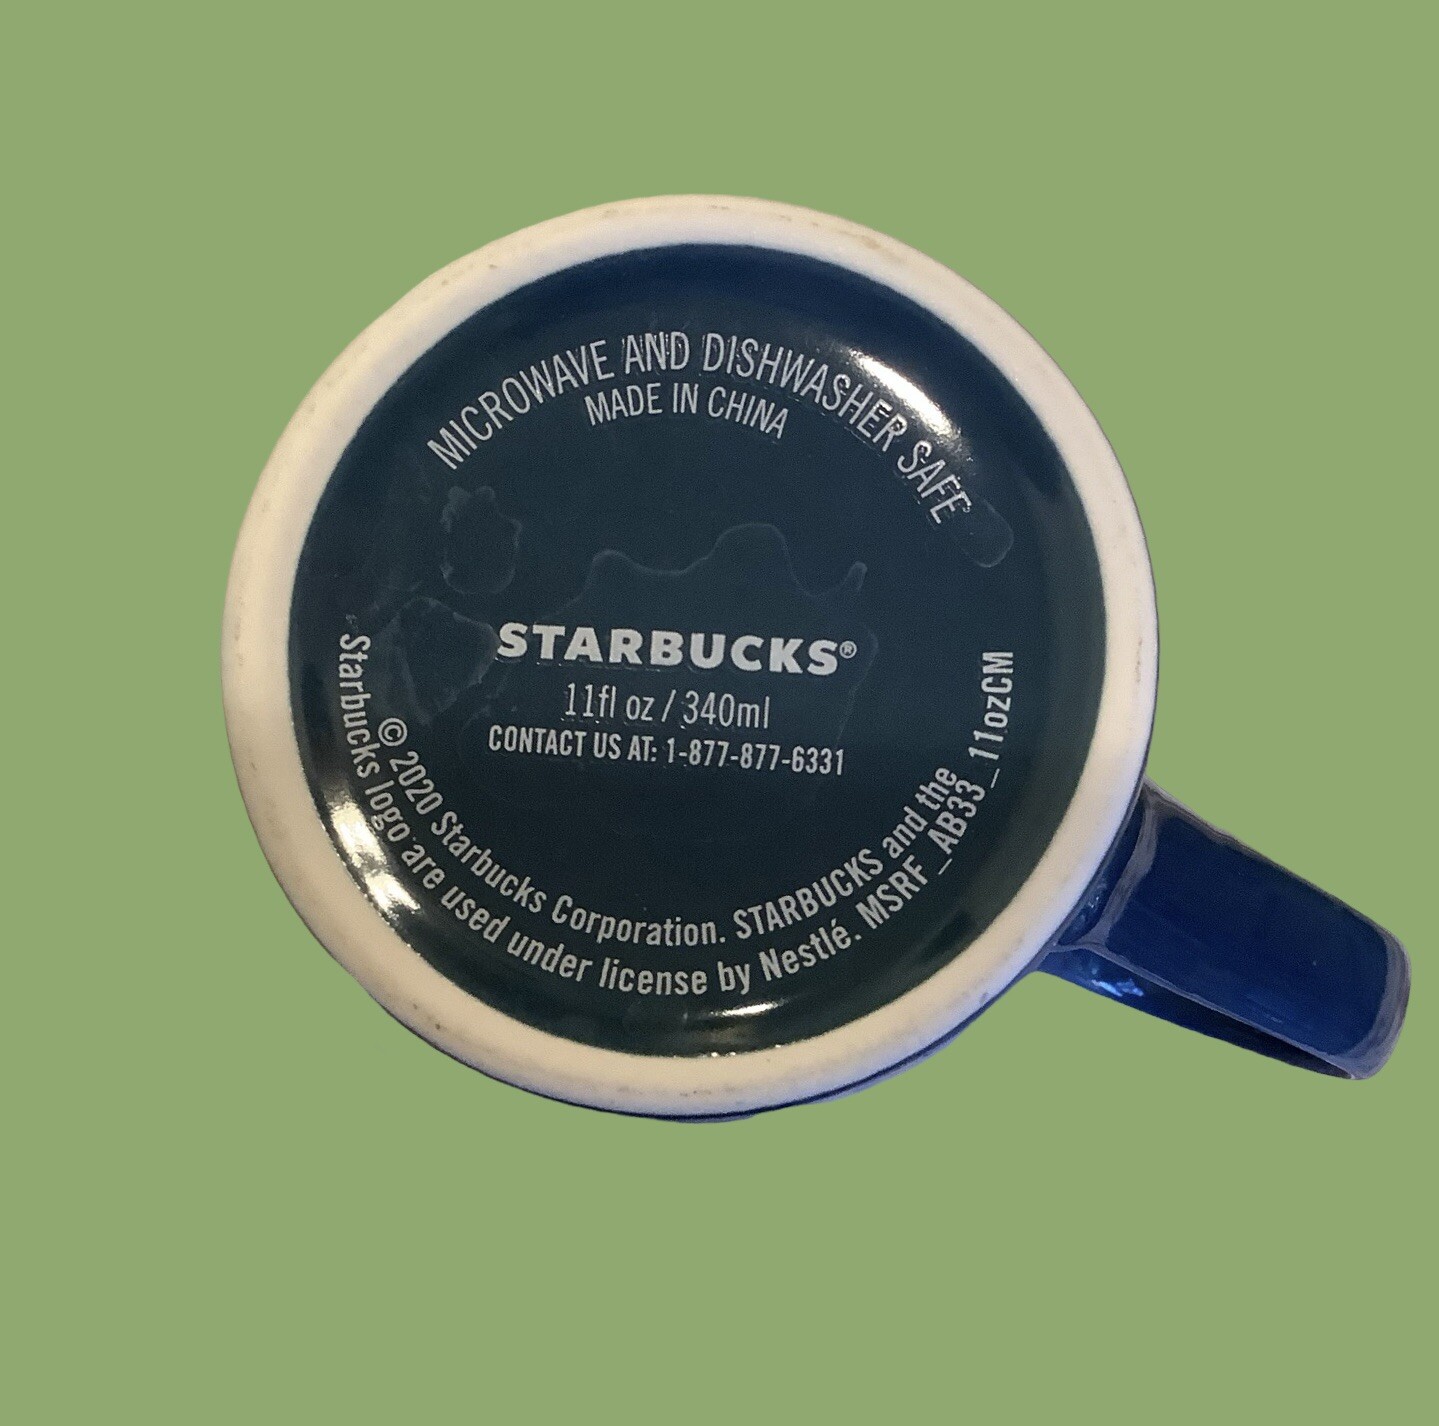 MICROWAVE AND DISHWASHER SAFE
MADE IN CHINA
STARBUCKS®
11fl oz / 340ml
CONTACT US AT: 1-877-877-6331
© 2020 Starbucks Corporation. STARBUCKS and the
Starbucks logo are used under license by Nestlé. MSRF_AB33_11ozCM